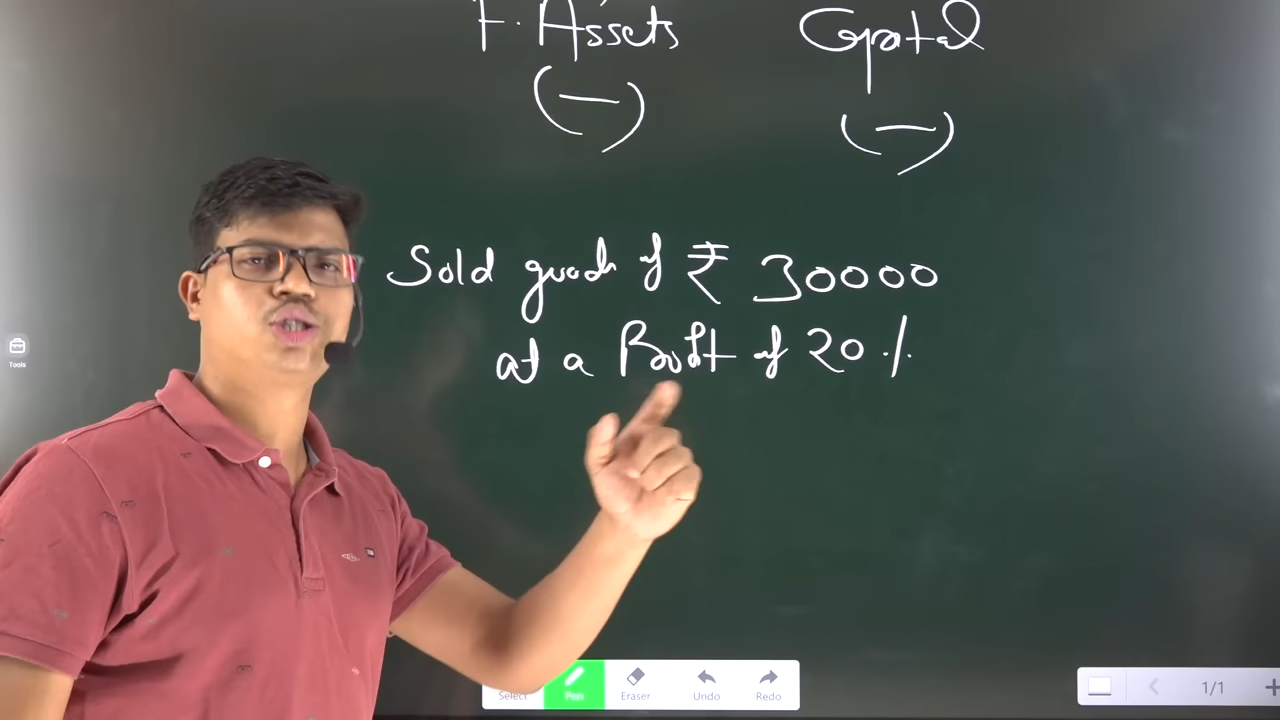 F. Assets Capital
(—) (—)
Sold goods of ₹ 30000
at a Profit of 20 %
Tools
Select Pen Eraser Undo Redo
1/1